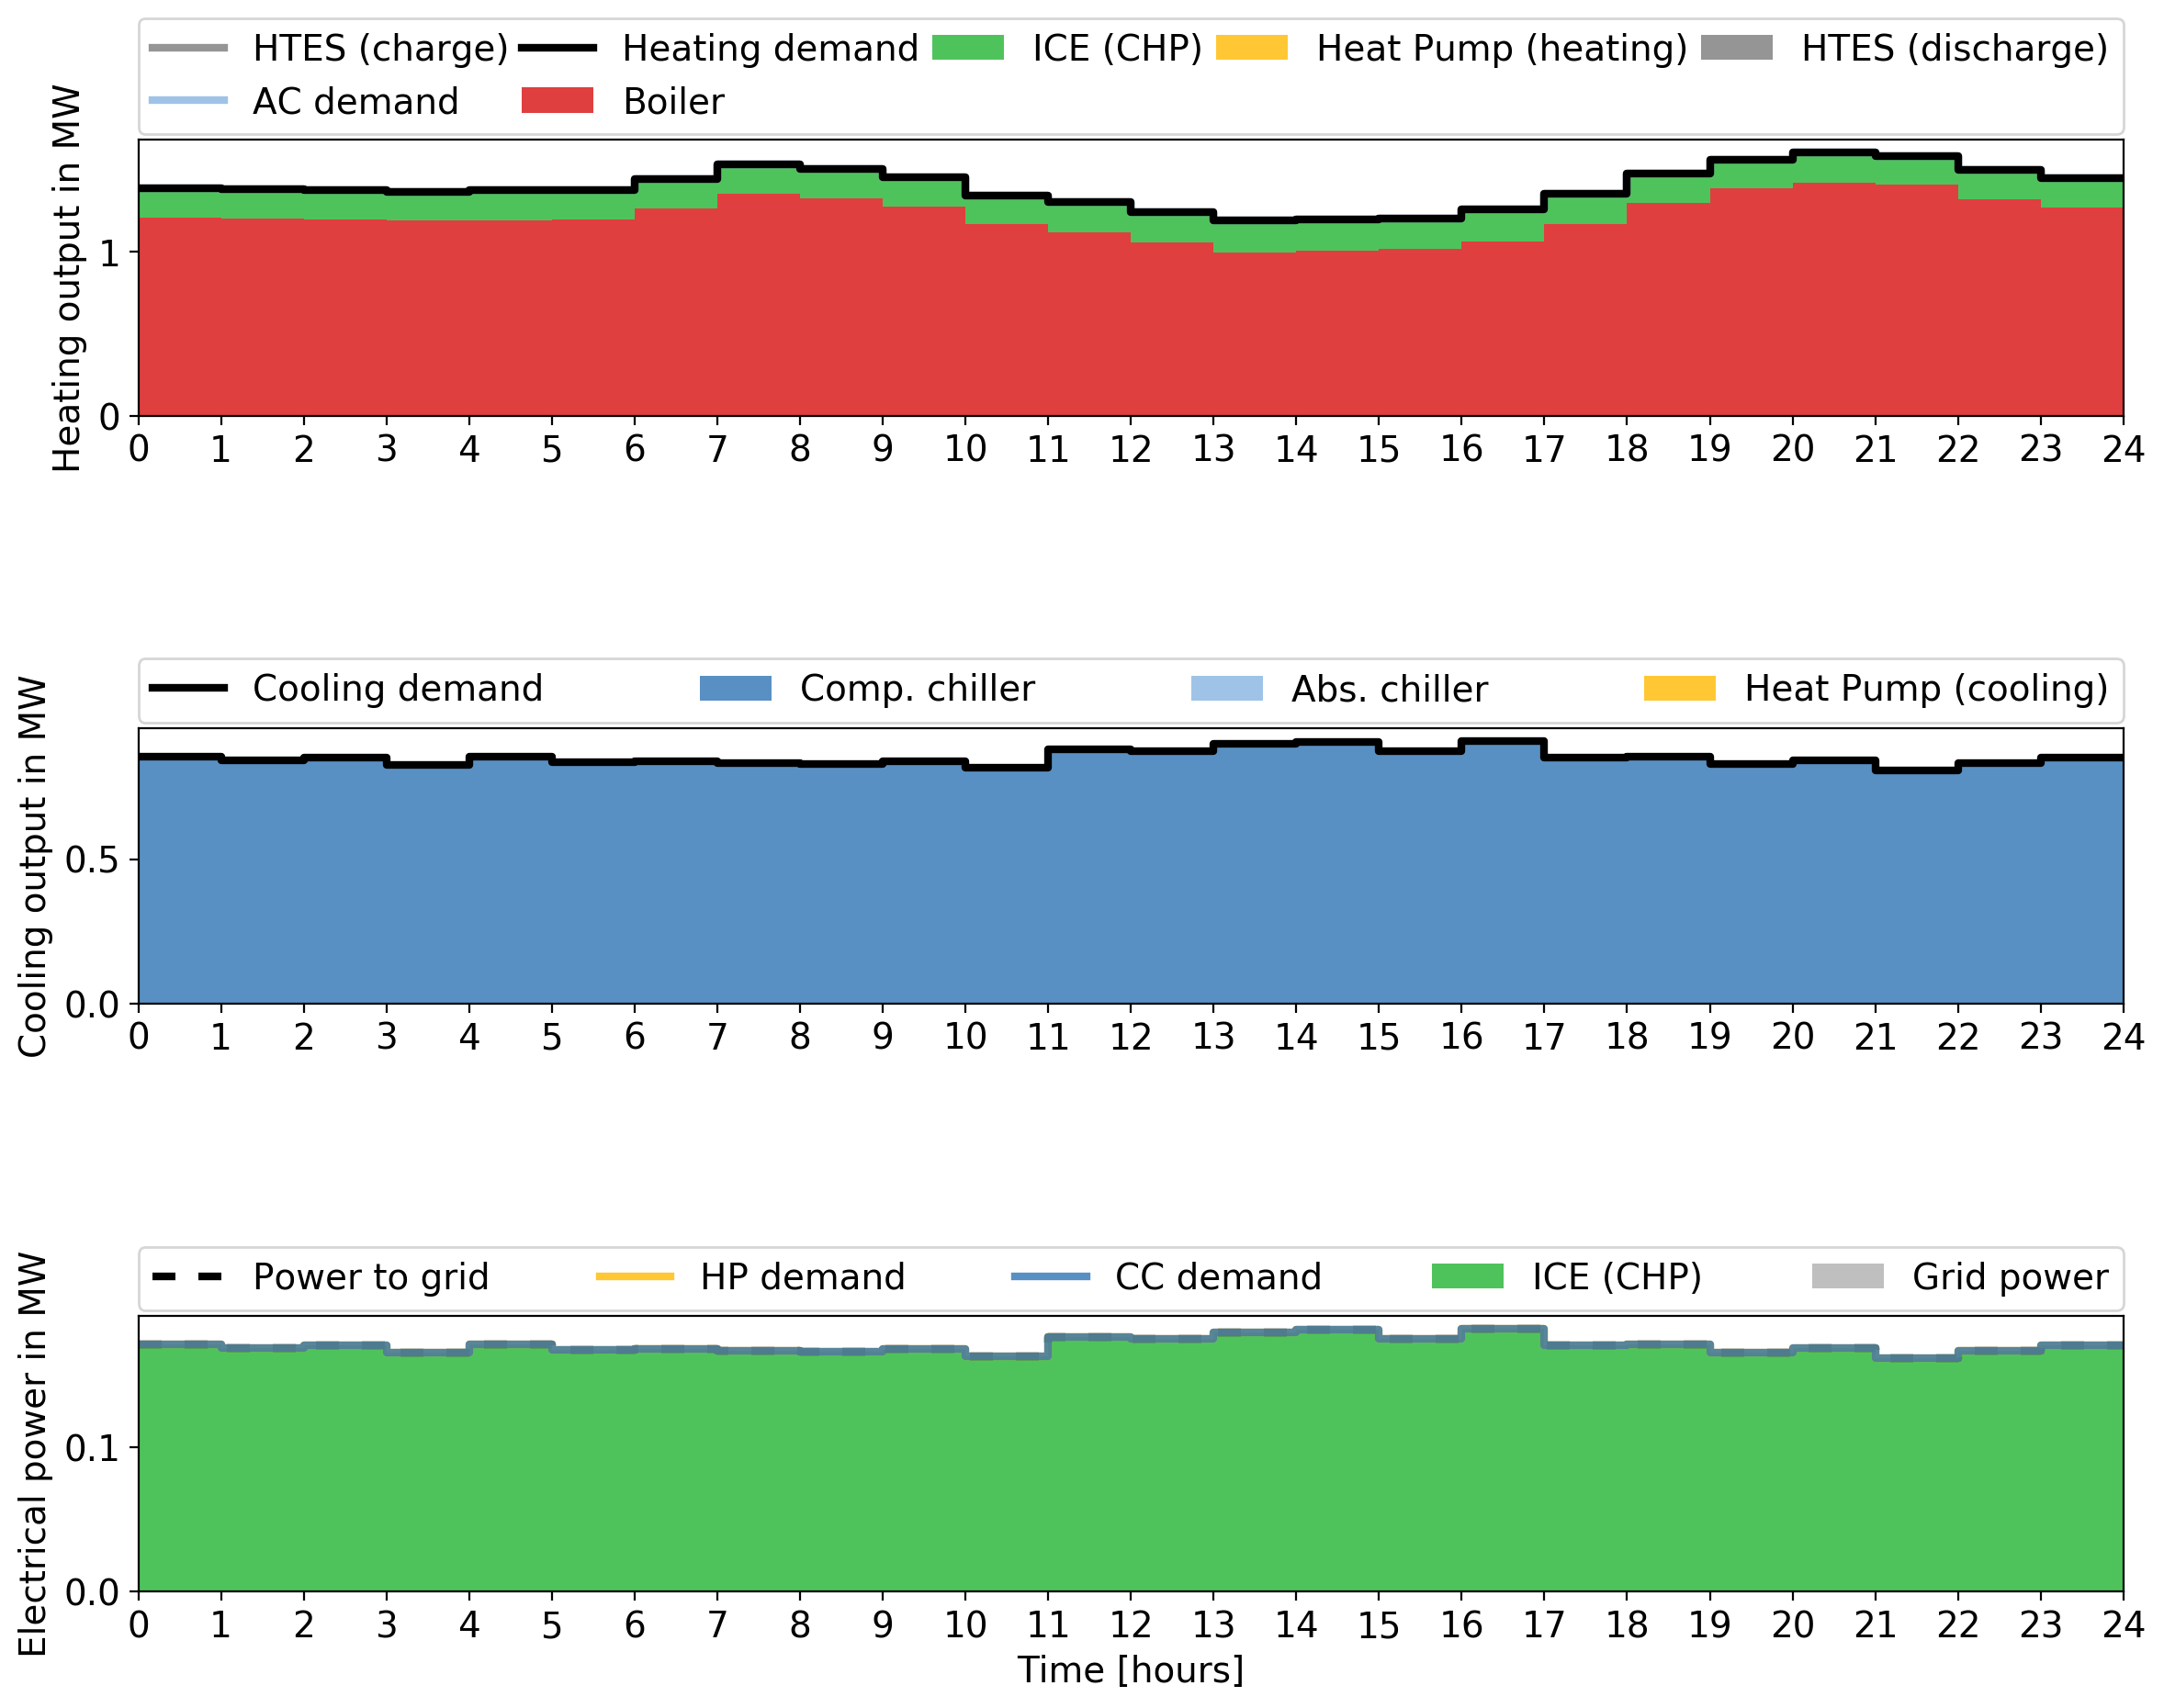 HTES (charge) Heating demand ICE (CHP) Heat Pump (heating) HTES (discharge)
AC demand Boiler
Heating output in MW
1
0
0 1 2 3 4 5 6 7 8 9 10 11 12 13 14 15 16 17 18 19 20 21 22 23 24
Cooling demand Comp. chiller Abs. chiller Heat Pump (cooling)
Cooling output in MW
0.5
0.0
0 1 2 3 4 5 6 7 8 9 10 11 12 13 14 15 16 17 18 19 20 21 22 23 24
Power to grid HP demand CC demand ICE (CHP) Grid power
Electrical power in MW
0.1
0.0
0 1 2 3 4 5 6 7 8 9 10 11 12 13 14 15 16 17 18 19 20 21 22 23 24
Time [hours]